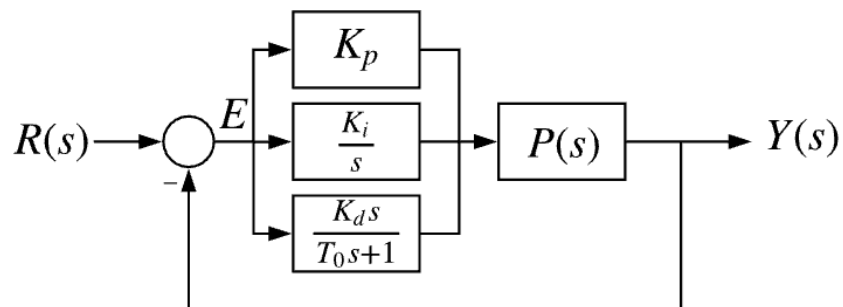 K_p
R(s)
E
K_i
s
P(s)
Y(s)
-
K_d s
T_0 s+1